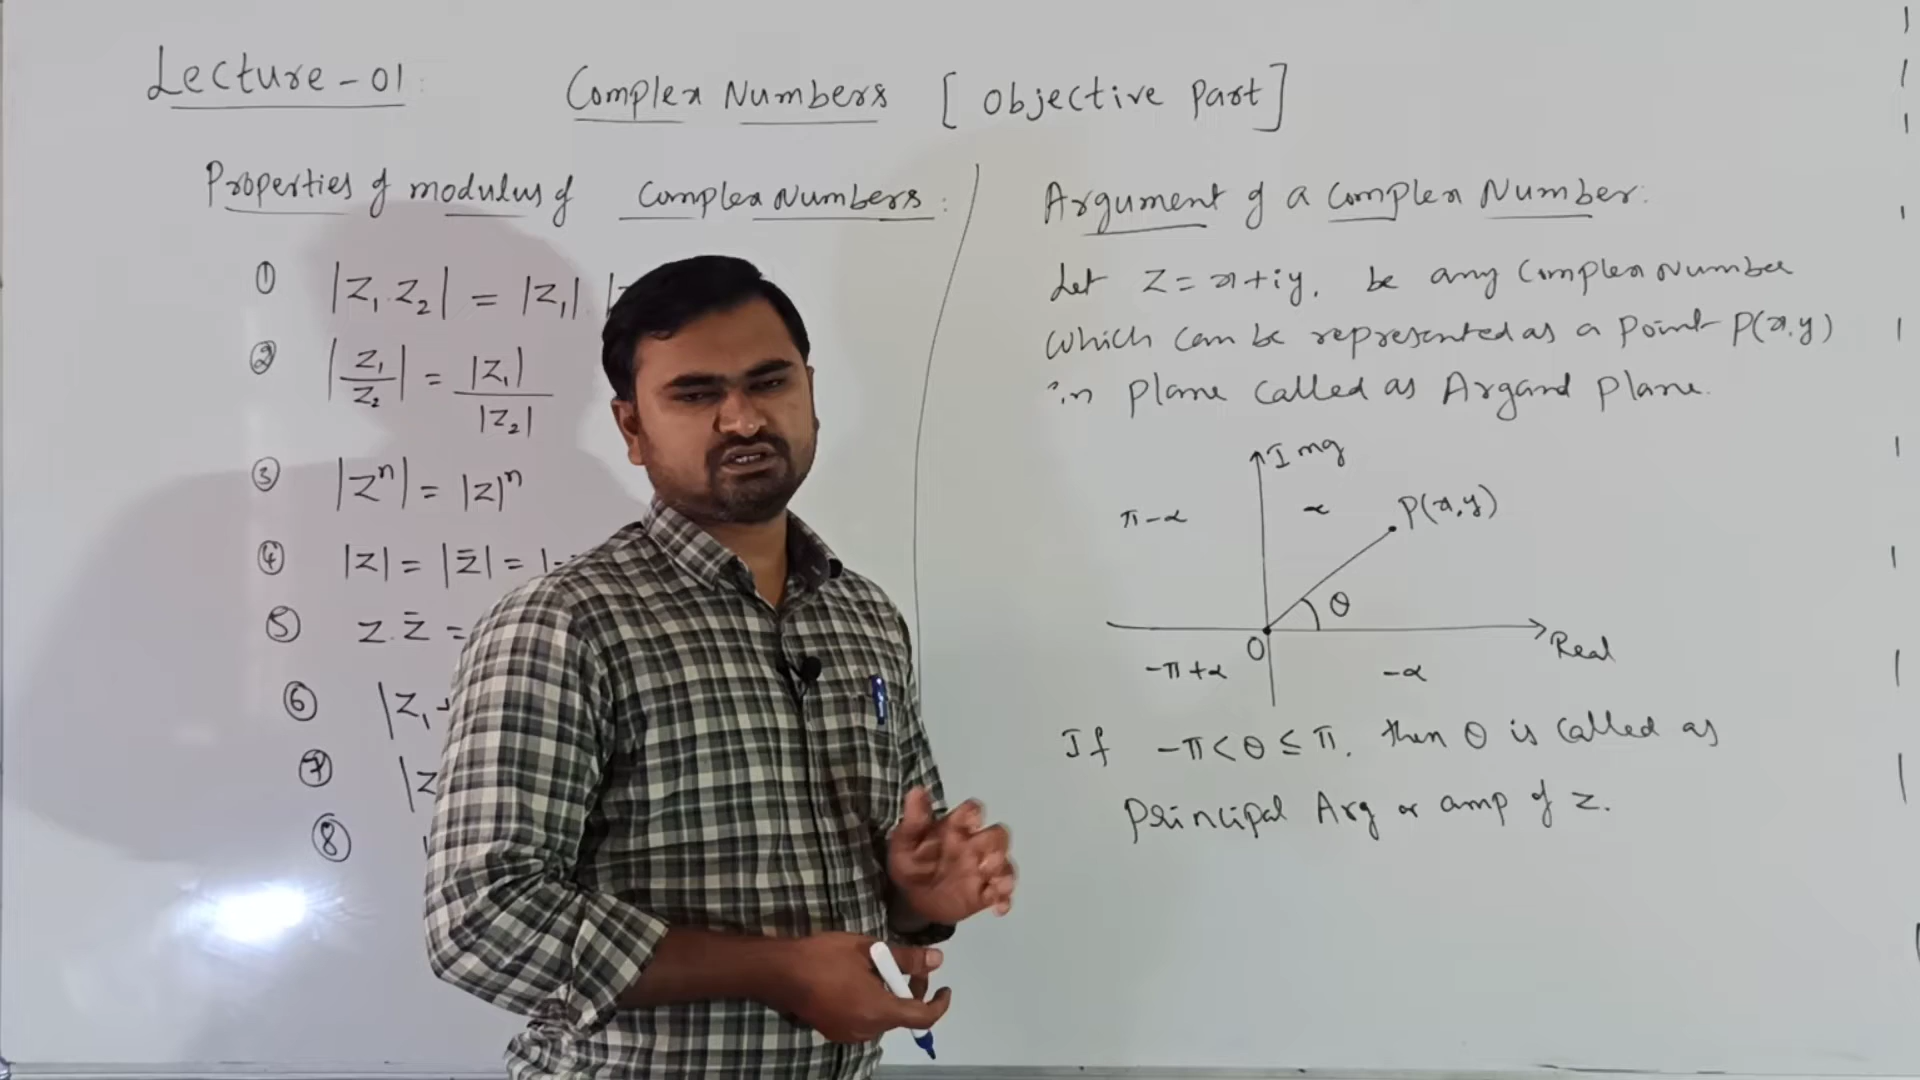 Lecture-01:
Complex Numbers [Objective Part]
Properties of modulus of Complex Numbers:
① |z₁.z₂| = |z₁|.|
② |z₁/z₂| = |z₁|/|z₂|
③ |zⁿ| = |z|ⁿ
④ |z| = |z̄| = |-
⑤ z.z̄ =
⑥ |z₁+
⑦ |z
⑧ |
Argument of a Complex Number:
Let z = x+iy, be any Complex Number
Which can be represented as a point P(x,y)
in plane called as Argand plane.
Img
π-α
α
P(x,y)
θ
O
Real
-π+α
-α
If -π<θ≤π, then θ is called as
Principal Arg or amp of z.